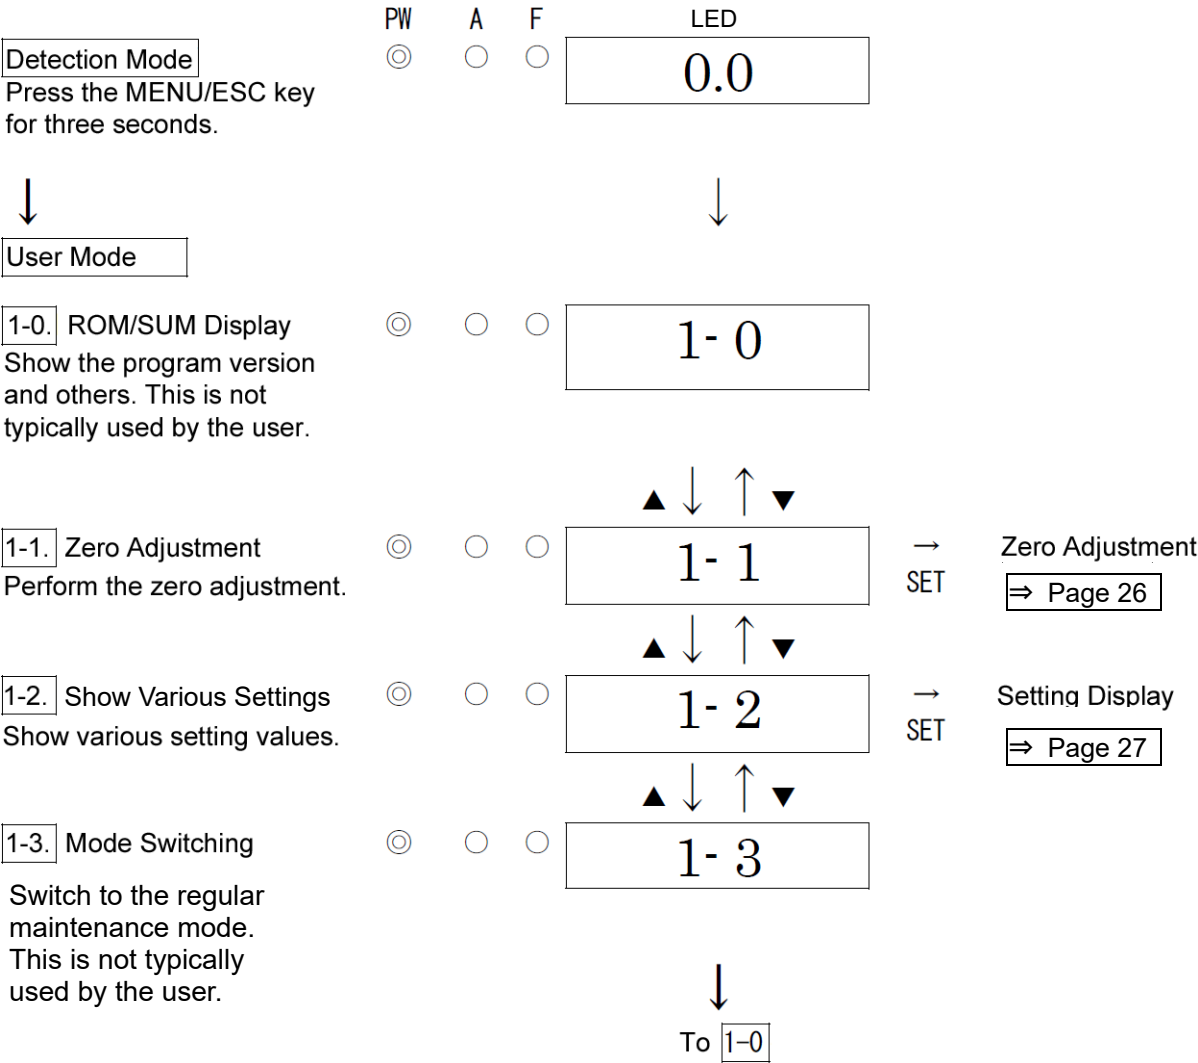 PW A F LED
Detection Mode ◎ ○ ○ 0.0
Press the MENU/ESC key
for three seconds.
↓ ↓
User Mode
1-0. ROM/SUM Display ◎ ○ ○ 1- 0
Show the program version
and others. This is not
typically used by the user.
▲ ↓ ↑ ▼
1-1. Zero Adjustment ◎ ○ ○ 1- 1 → Zero Adjustment
Perform the zero adjustment. SET ⇒ Page 26
▲ ↓ ↑ ▼
1-2. Show Various Settings ◎ ○ ○ 1- 2 → Setting Display
Show various setting values. SET ⇒ Page 27
▲ ↓ ↑ ▼
1-3. Mode Switching ◎ ○ ○ 1- 3
Switch to the regular
maintenance mode.
This is not typically
used by the user.
↓
To 1-0